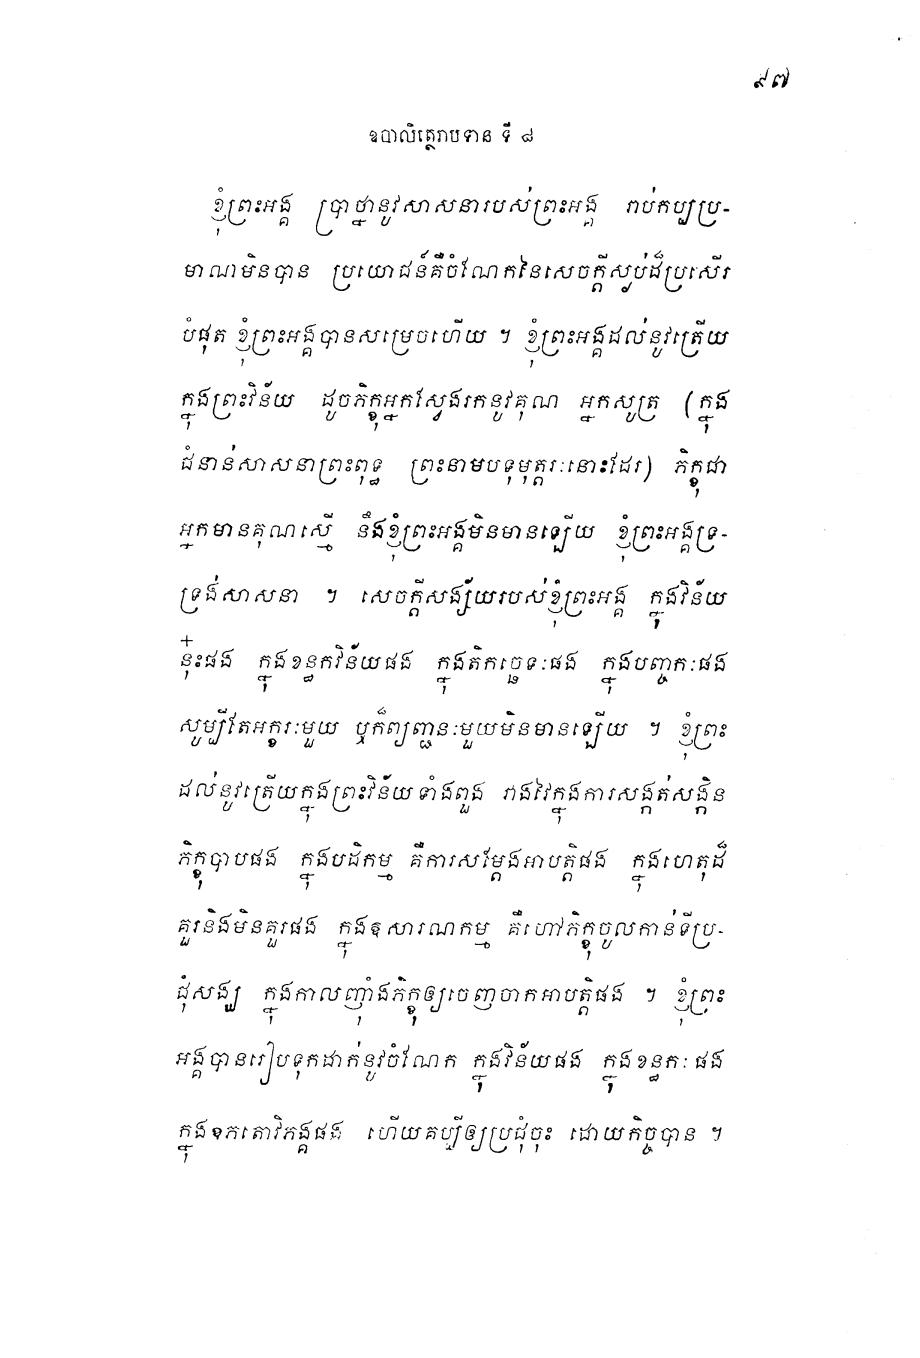 ៩៧
ឧបាលិត្ថេរាបទាន ទី ៨
ខ្ញុំព្រះអង្គ ប្រាថ្នានូវសាសនារបស់ព្រះអង្គ រាប់កប្បប្រ-
មាណមិនបាន ប្រយោជន៍គឺចំណែកនៃសេចក្តីស្ងប់ដ៏ប្រសើរ
បំផុត ខ្ញុំព្រះអង្គបានសម្រេចហើយ ។ ខ្ញុំព្រះអង្គដល់នូវត្រើយ
ក្នុងព្រះវិន័យ ដូចភិក្ខុអ្នកស្វែងរកនូវគុណ អ្នកសូត្រ (ក្នុង
ជំនាន់សាសនាព្រះពុទ្ធ ព្រះនាមបទុមុត្តរៈនោះដែរ) ភិក្ខុជា
អ្នកមានគុណស្មើ នឹងខ្ញុំព្រះអង្គមិនមានឡើយ ខ្ញុំព្រះអង្គទ្រ-
ទ្រង់សាសនា ។ សេចក្តីសង្ស័យរបស់ខ្ញុំព្រះអង្គ ក្នុងវិន័យ
នុ៎ះផង ក្នុងខន្ធកវិន័យផង ក្នុងតិកច្ឆេទៈផង ក្នុងបញ្ចកៈផង
សូម្បីតែអក្ខរៈមួយ ឬក៏ព្យញ្ជនៈមួយមិនមានឡើយ ។ ខ្ញុំព្រះ
ដល់នូវត្រើយក្នុងព្រះវិន័យទាំងពួង វាងវៃក្នុងការសង្កត់សង្កិន
ភិក្ខុបាបផង ក្នុងបដិកម្ម គឺការសម្តែងអាបត្តិផង ក្នុងហេតុដ៏
គួរនិងមិនគួរផង ក្នុងឱសារណកម្ម គឺហៅភិក្ខុចូលកាន់ទីប្រ-
ជុំសង្ឃ ក្នុងកាលញ៉ាំងភិក្ខុឲ្យចេញចាកអាបត្តិផង ។ ខ្ញុំព្រះ
អង្គបានរៀបទុកដាក់នូវចំណែក ក្នុងវិន័យផង ក្នុងខន្ធកៈ ផង
ក្នុងឧភតោវិភង្គផង ហើយគប្បីឲ្យប្រជុំចុះ ដោយកិច្ចបាន ។